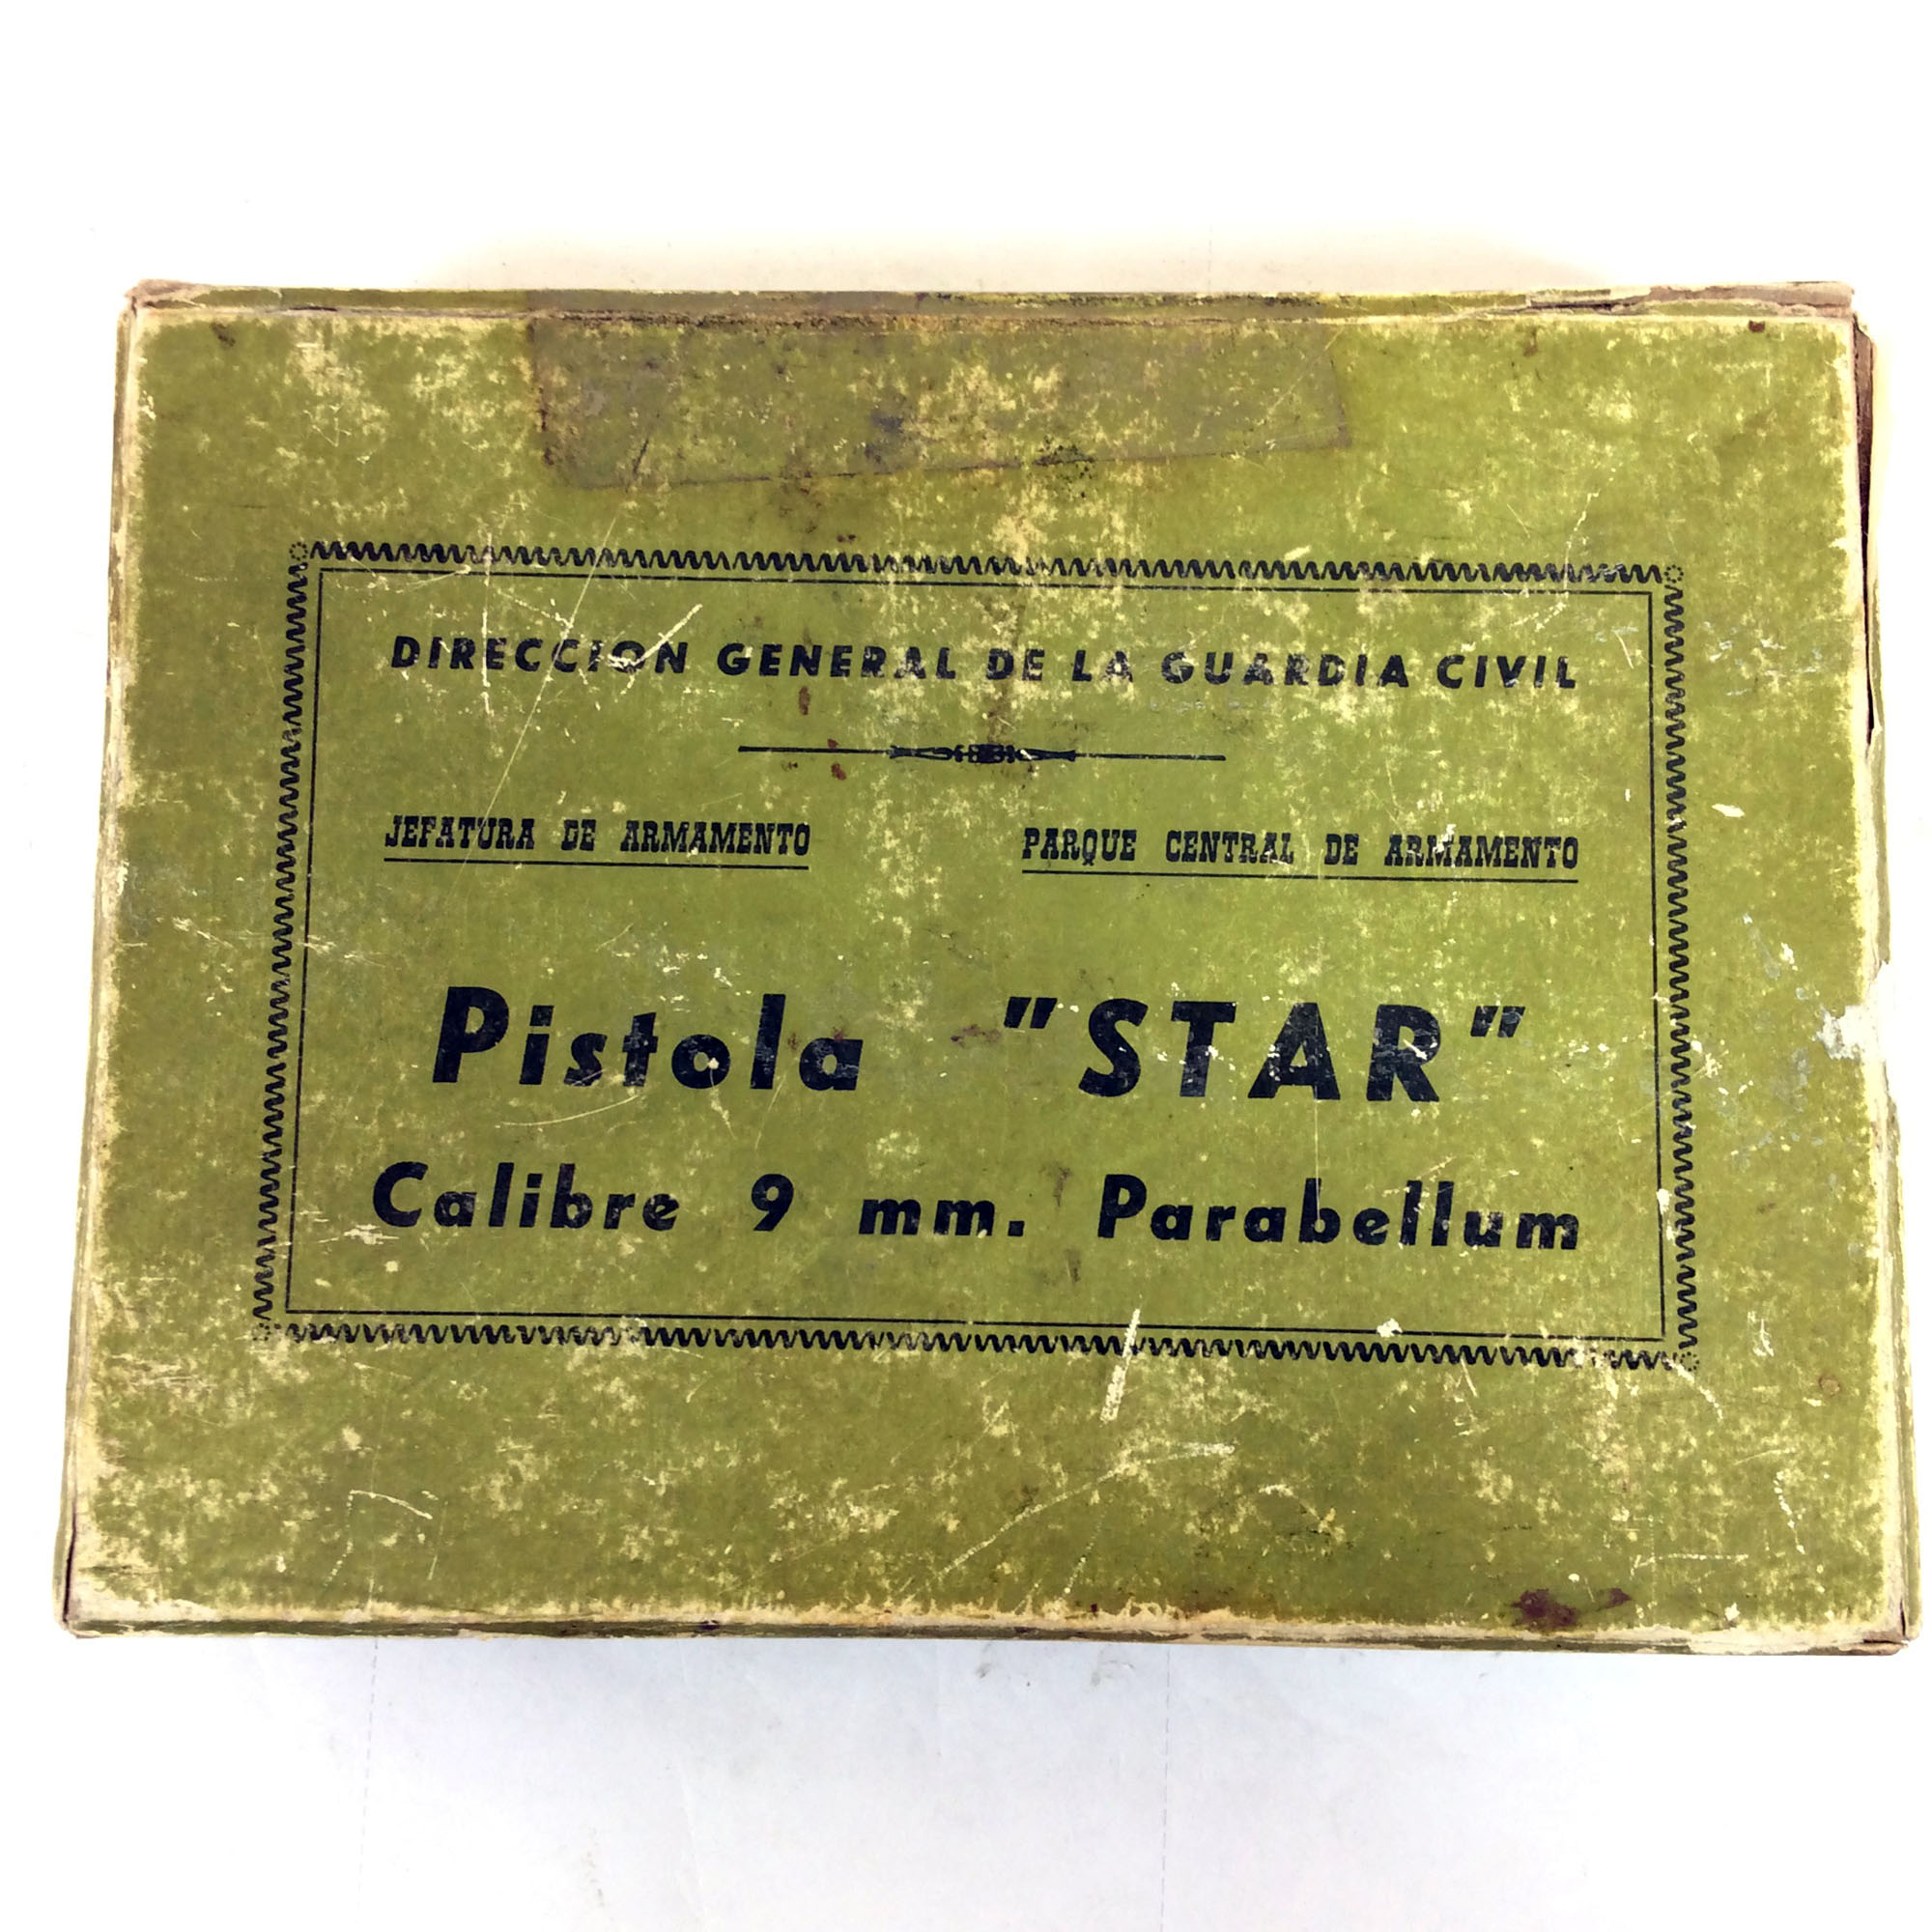 DIRECCION GENERAL DE LA GUARDIA CIVIL
JEFATURA DE ARMAMENTO PARQUE CENTRAL DE ARMAMENTO
Pistola "STAR"
Calibre 9 mm. Parabellum